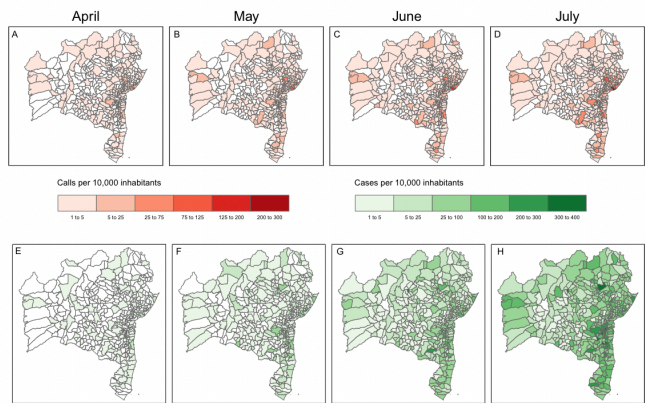 April May June July
A B C D
Calls per 10,000 inhabitants Cases per 10,000 inhabitants
1 to 5 5 to 25 25 to 75 75 to 125 125 to 200 200 to 300 1 to 5 5 to 25 25 to 100 100 to 200 200 to 300 300 to 400
E F G H